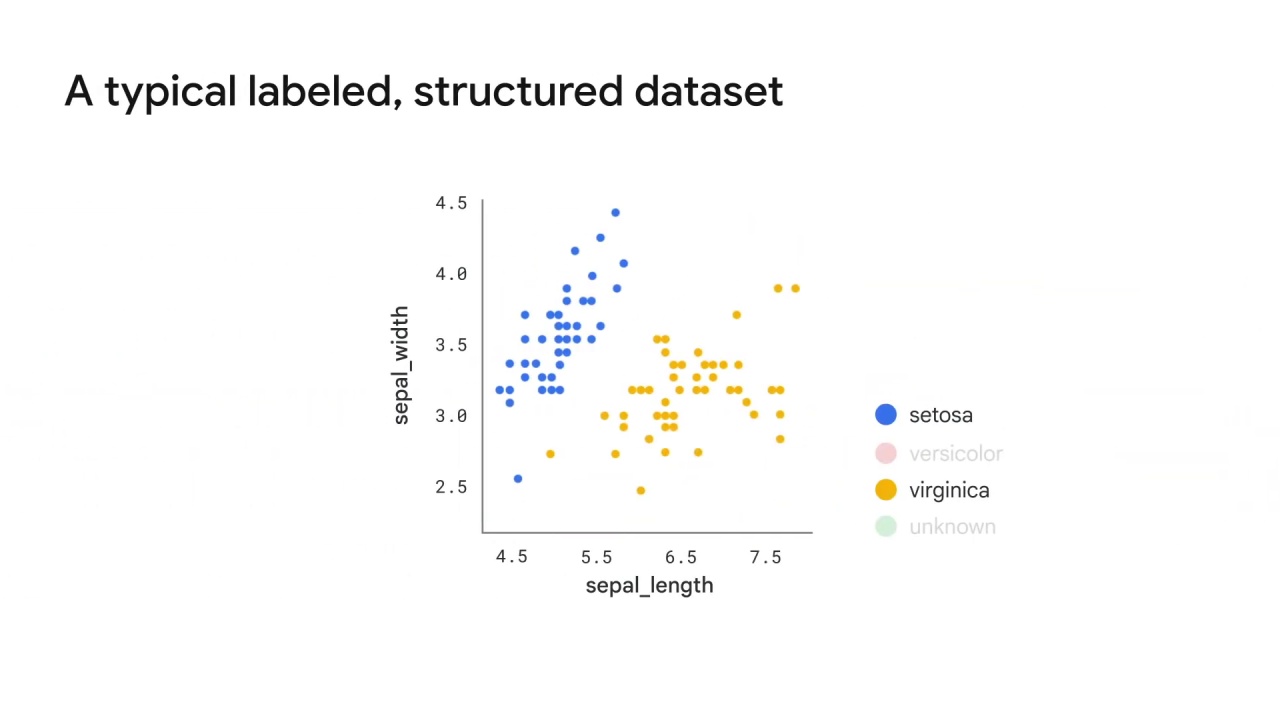 A typical labeled, structured dataset
4.5
4.0
3.5
3.0
2.5
sepal_width
4.5 5.5 6.5 7.5
sepal_length
setosa
versicolor
virginica
unknown